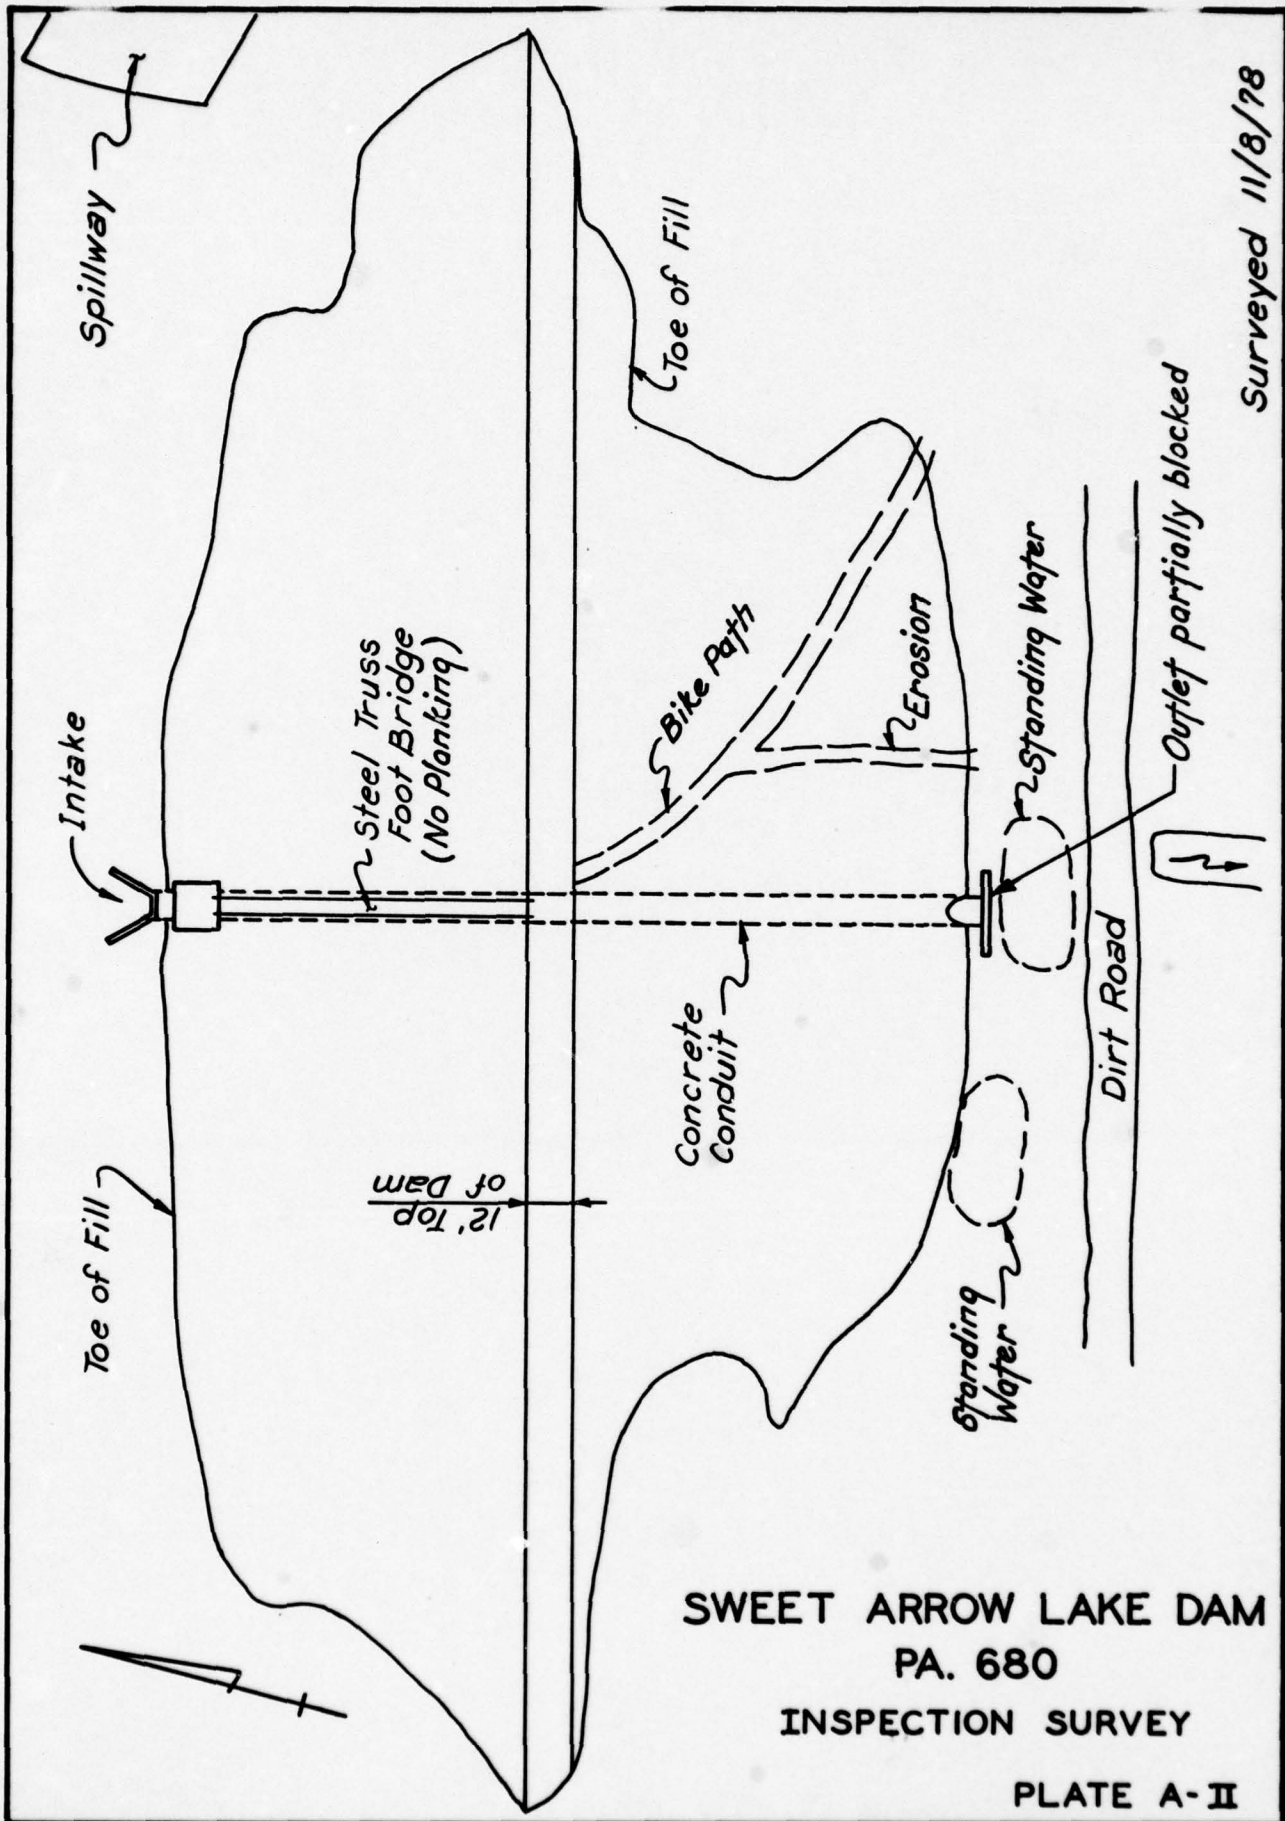 Spillway
Surveyed 11/8/78
Toe of Fill
Intake
Steel Truss
Foot Bridge
(No Planking)
Bike Path
Erosion
Standing Water
Outlet partially blocked
Concrete
Conduit
Dirt Road
Toe of Fill
12' Top
of Dam
Standing
Water
SWEET ARROW LAKE DAM
PA. 680
INSPECTION SURVEY
PLATE A-II